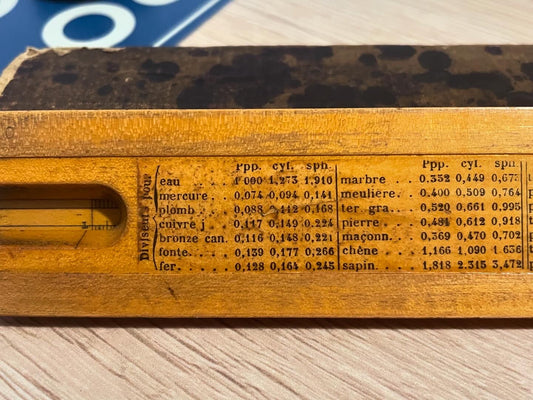 Ppp. cyl. sph. Ppp. cyl. sph.
Diviseurs pour
eau 1 000 1,273 1,910 marbre 0,352 0,449 0,673
mercure 0,074 0,094 0,141 meulière 0,400 0,509 0,764
plomb 0,088 0,112 0,168 ter gra. 0,520 0,661 0,995
cuivre j 0,117 0,149 0,224 pierre 0,481 0,612 0,918
bronze can. 0,116 0,148 0,221 maçonn. 0,369 0,470 0,702
fonte 0,139 0,177 0,266 chêne 1,166 1,090 1,636
fer 0,128 0,164 0,245 sapin 1,818 2,315 3,472